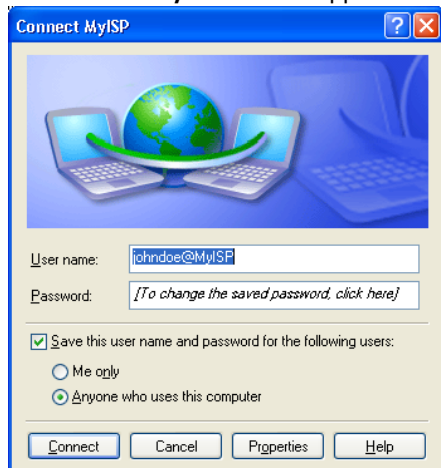 Connect MyISP
User name: johndoe@MyISP
Password: [To change the saved password, click here]
Save this user name and password for the following users:
Me only
Anyone who uses this computer
Connect Cancel Properties Help